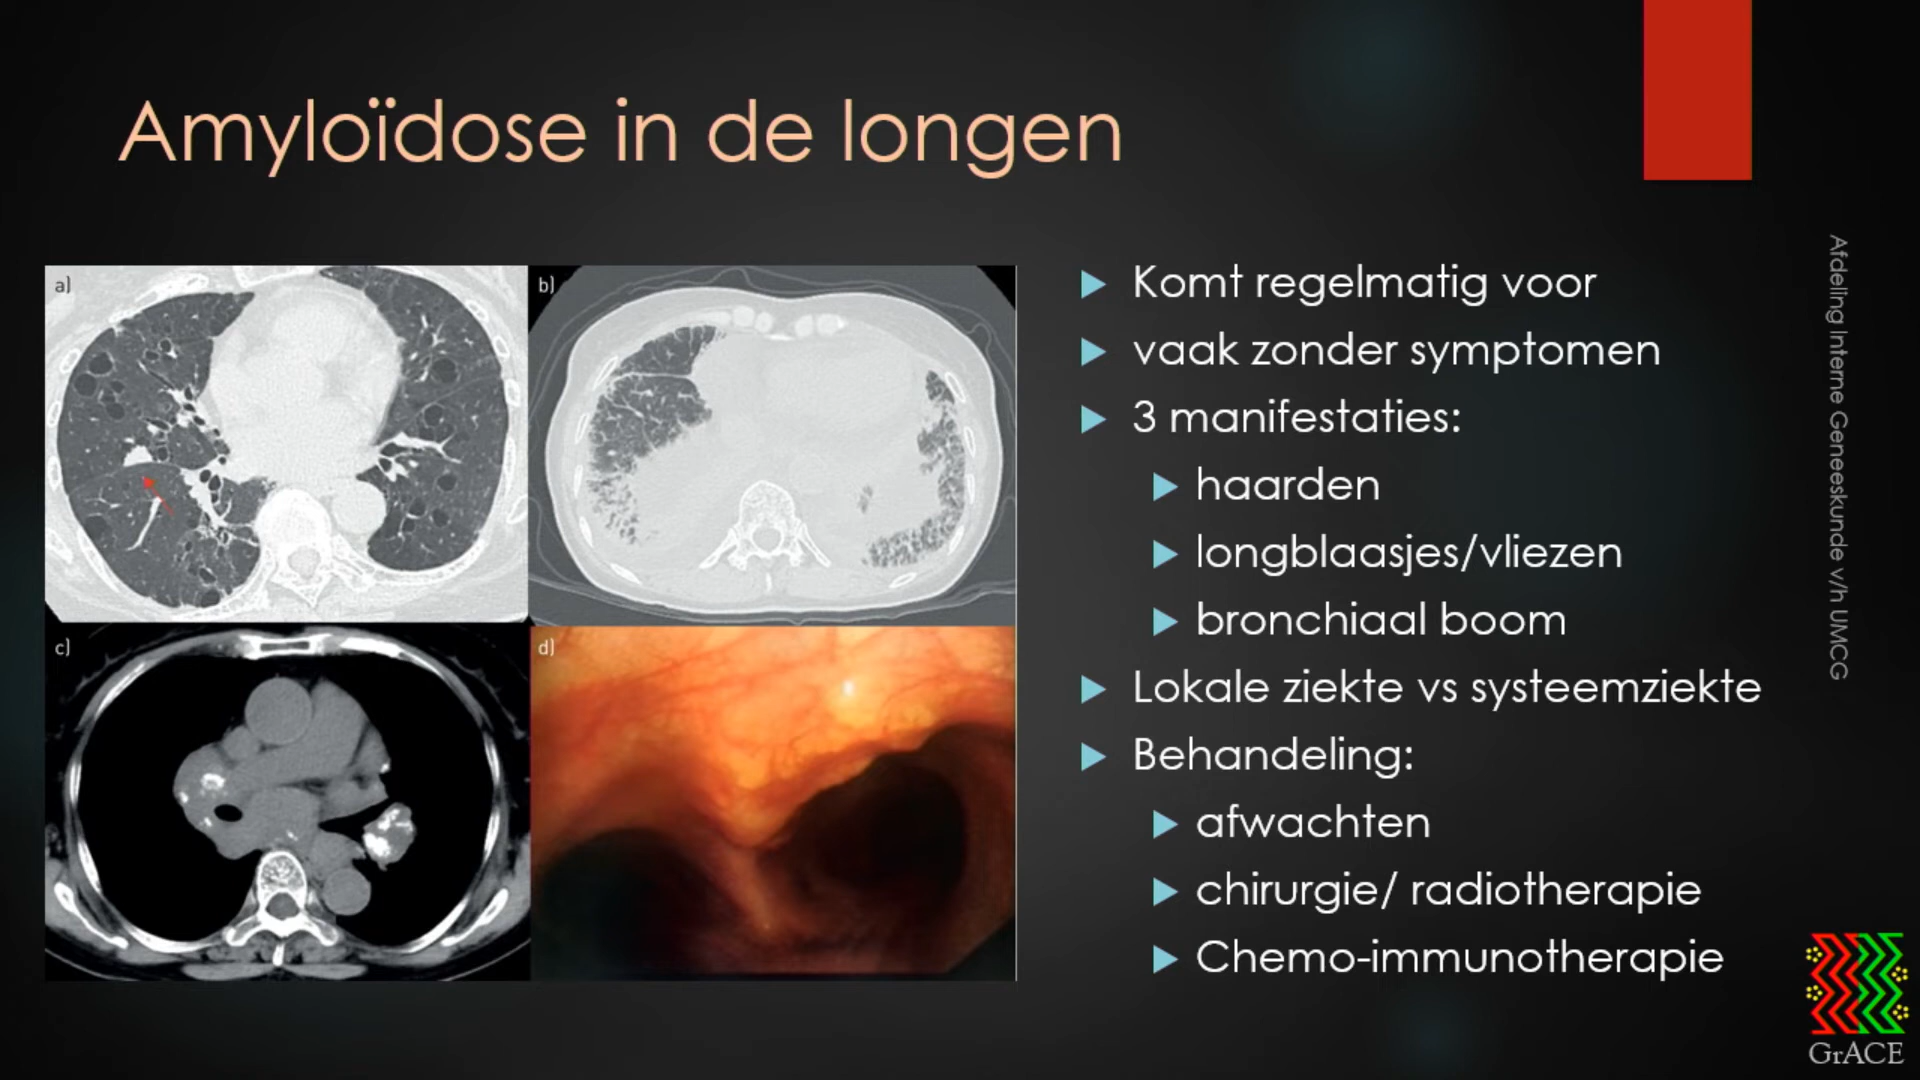 Amyloïdose in de longen
a)
b)
c)
d)
Komt regelmatig voor
vaak zonder symptomen
3 manifestaties:
haarden
longblaasjes/vliezen
bronchiaal boom
Lokale ziekte vs systeemziekte
Behandeling:
afwachten
chirurgie/ radiotherapie
Chemo-immunotherapie
Afdeling Interne Geneeskunde v/h UMCG
GrACE